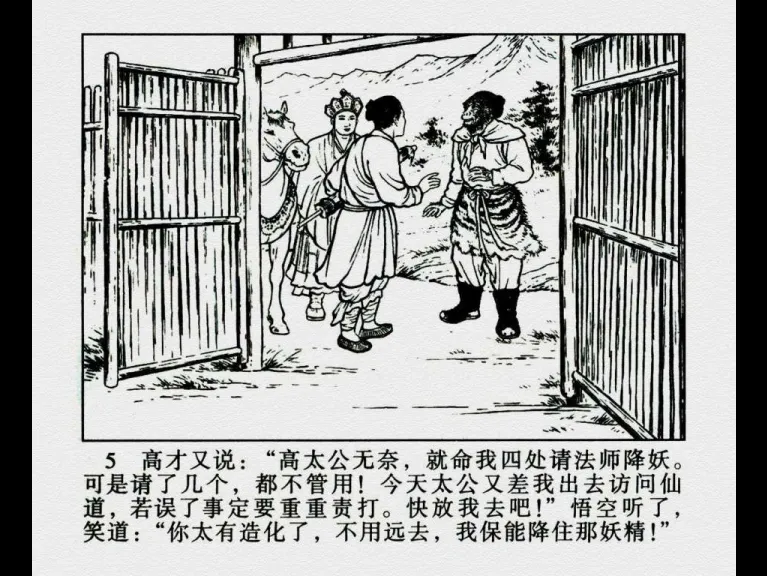 5 高才又说：“高太公无奈，就命我四处请法师降妖。
可是请了几个，都不管用！今天太公又差我出去访问仙
道，若误了事定要重重责打。快放我去吧！”悟空听了，
笑道：“你太有造化了，不用远去，我保能降住那妖精！”